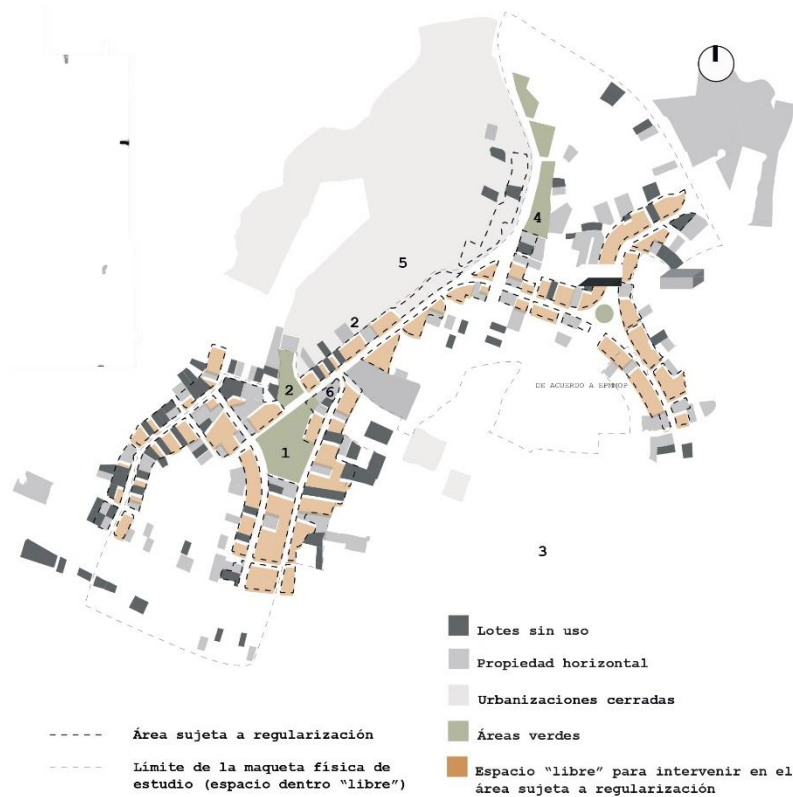 4
5
2
DE ACUERDO A EPMMOP
2
6
1
3
Lotes sin uso
Propiedad horizontal
Urbanizaciones cerradas
Áreas verdes
Espacio “libre” para intervenir en el
área sujeta a regularización
Área sujeta a regularización
Límite de la maqueta física de
estudio (espacio dentro “libre”)